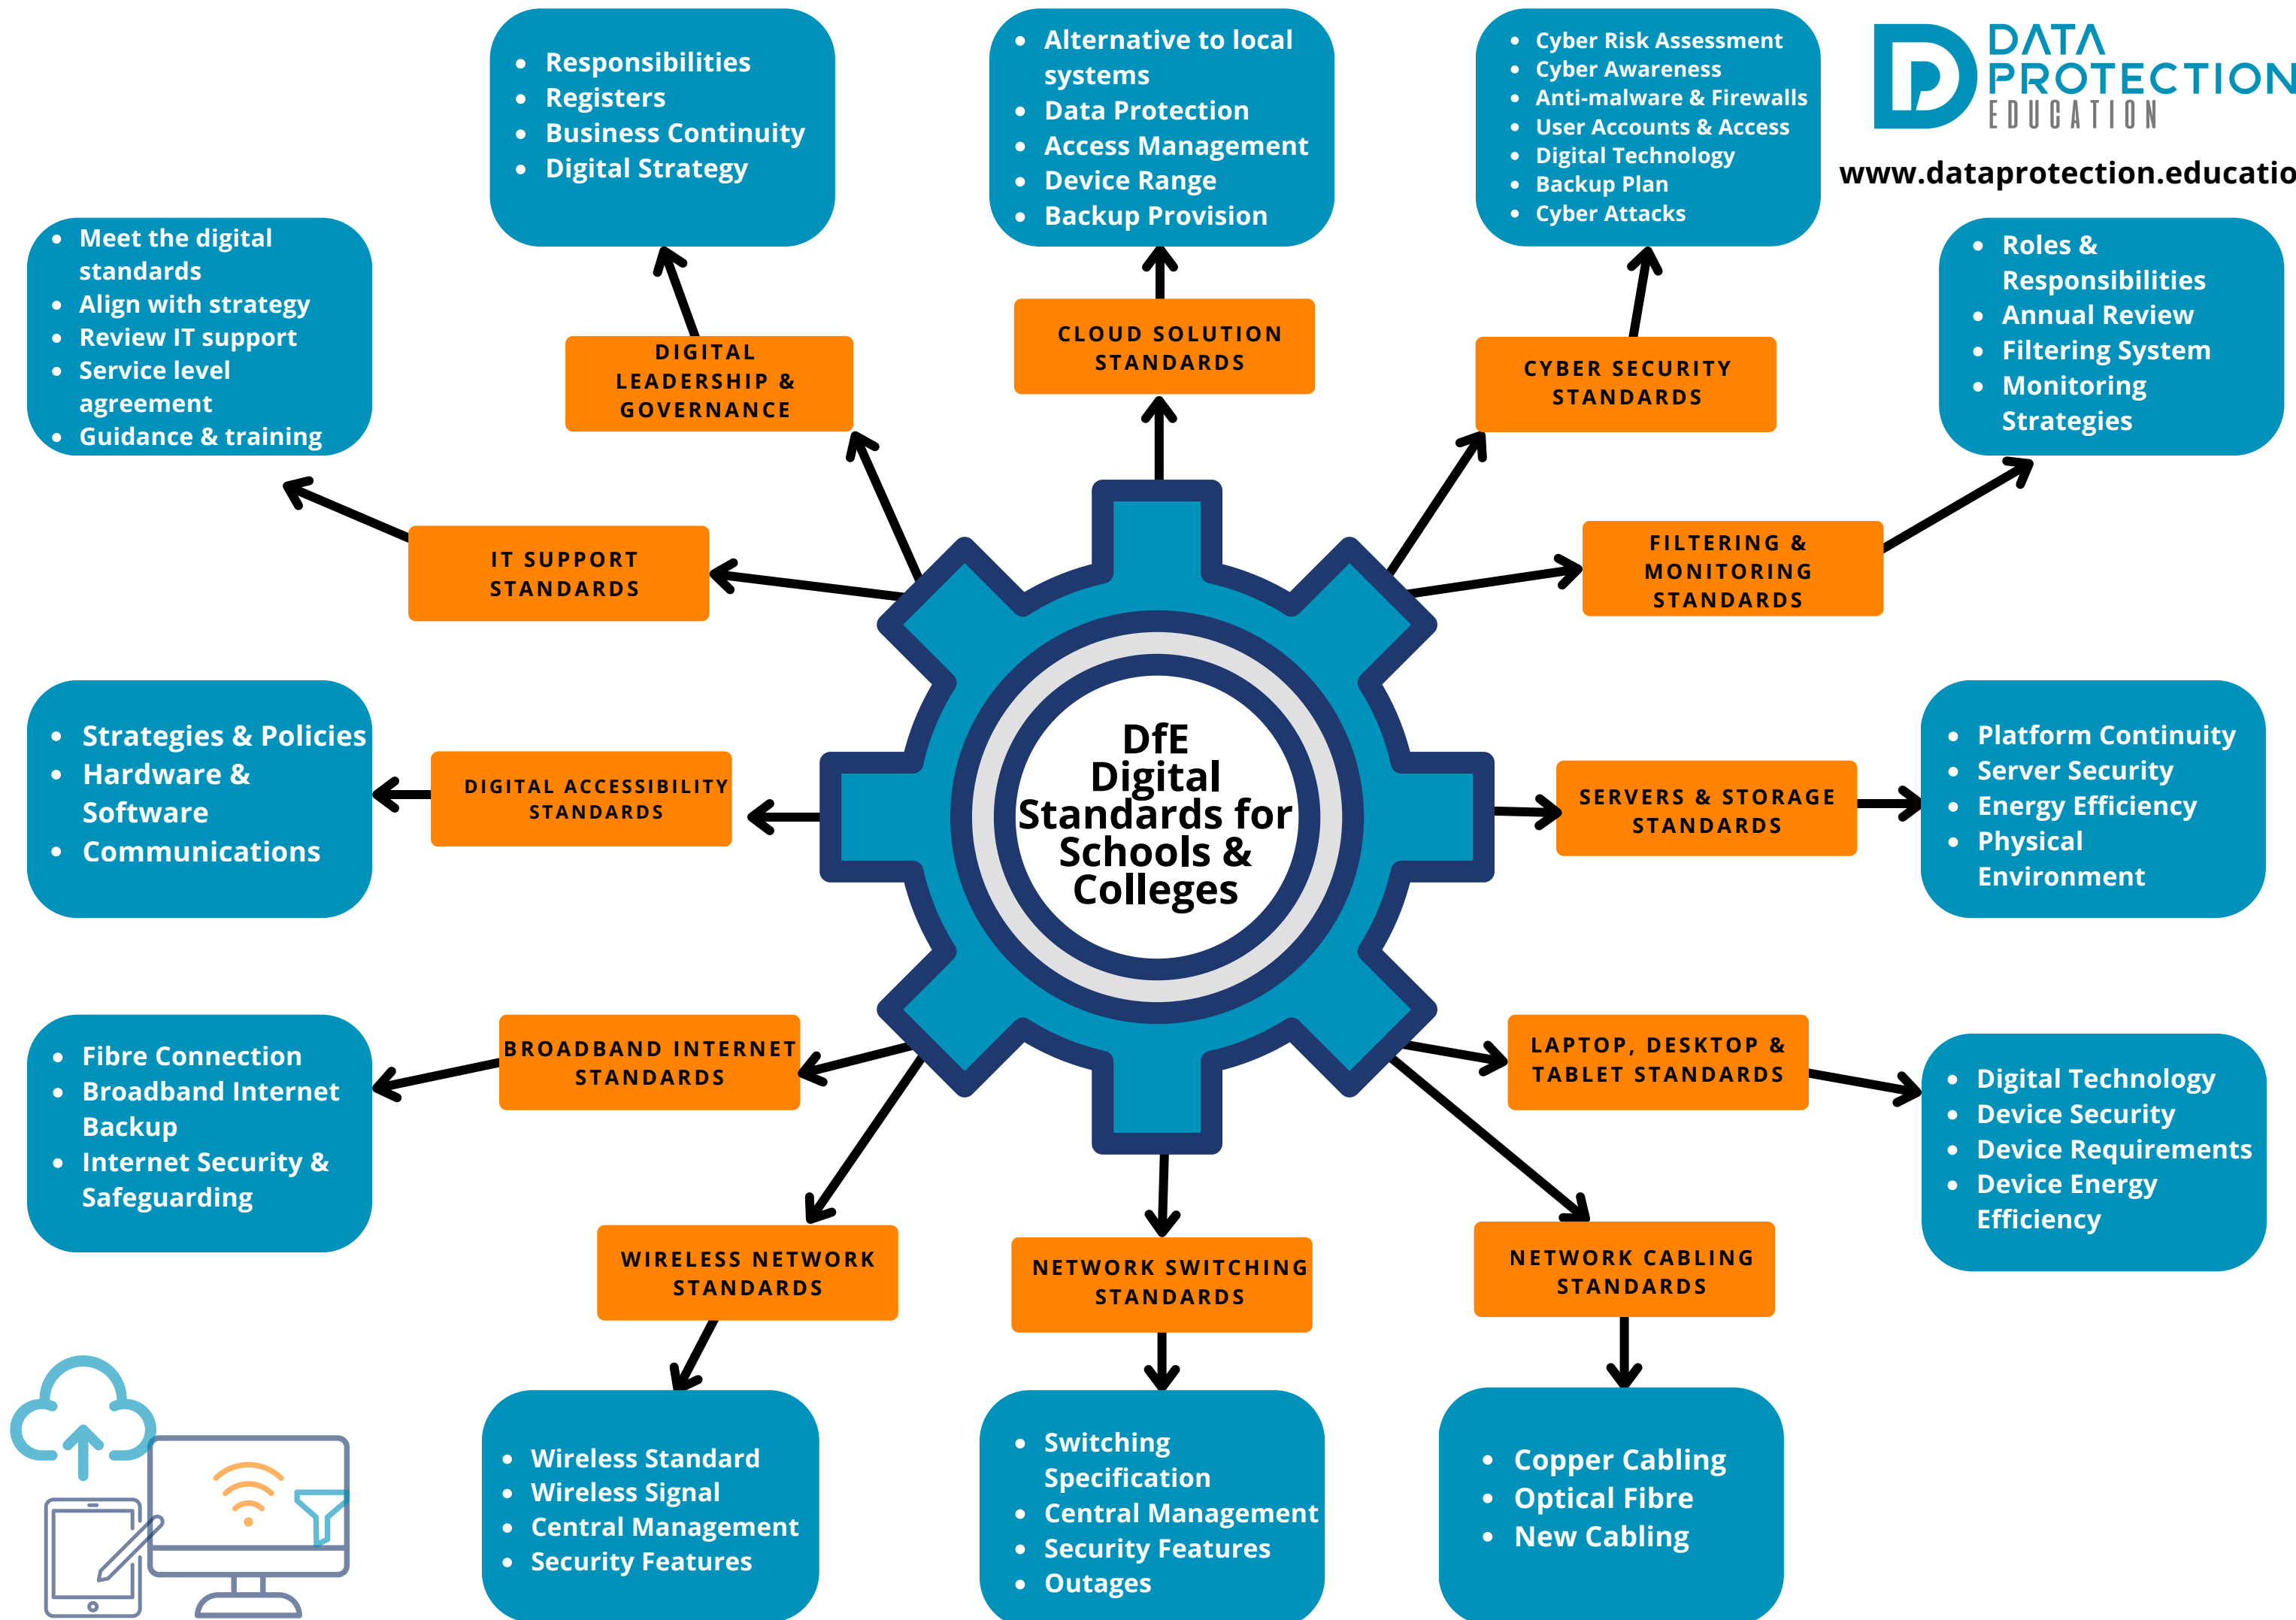 DATA
PROTECTION
EDUCATION
www.dataprotection.educatio
• Responsibilities
• Registers
• Business Continuity
• Digital Strategy
• Alternative to local
systems
• Data Protection
• Access Management
• Device Range
• Backup Provision
• Cyber Risk Assessment
• Cyber Awareness
• Anti-malware & Firewalls
• User Accounts & Access
• Digital Technology
• Backup Plan
• Cyber Attacks
• Meet the digital
standards
• Align with strategy
• Review IT support
• Service level
agreement
• Guidance & training
• Roles &
Responsibilities
• Annual Review
• Filtering System
• Monitoring
Strategies
DIGITAL
LEADERSHIP &
GOVERNANCE
CLOUD SOLUTION
STANDARDS
CYBER SECURITY
STANDARDS
IT SUPPORT
STANDARDS
FILTERING &
MONITORING
STANDARDS
• Strategies & Policies
• Hardware &
Software
• Communications
DIGITAL ACCESSIBILITY
STANDARDS
DfE
Digital
Standards for
Schools &
Colleges
SERVERS & STORAGE
STANDARDS
• Platform Continuity
• Server Security
• Energy Efficiency
• Physical
Environment
• Fibre Connection
• Broadband Internet
Backup
• Internet Security &
Safeguarding
BROADBAND INTERNET
STANDARDS
LAPTOP, DESKTOP &
TABLET STANDARDS
• Digital Technology
• Device Security
• Device Requirements
• Device Energy
Efficiency
WIRELESS NETWORK
STANDARDS
NETWORK SWITCHING
STANDARDS
NETWORK CABLING
STANDARDS
• Wireless Standard
• Wireless Signal
• Central Management
• Security Features
• Switching
Specification
• Central Management
• Security Features
• Outages
• Copper Cabling
• Optical Fibre
• New Cabling